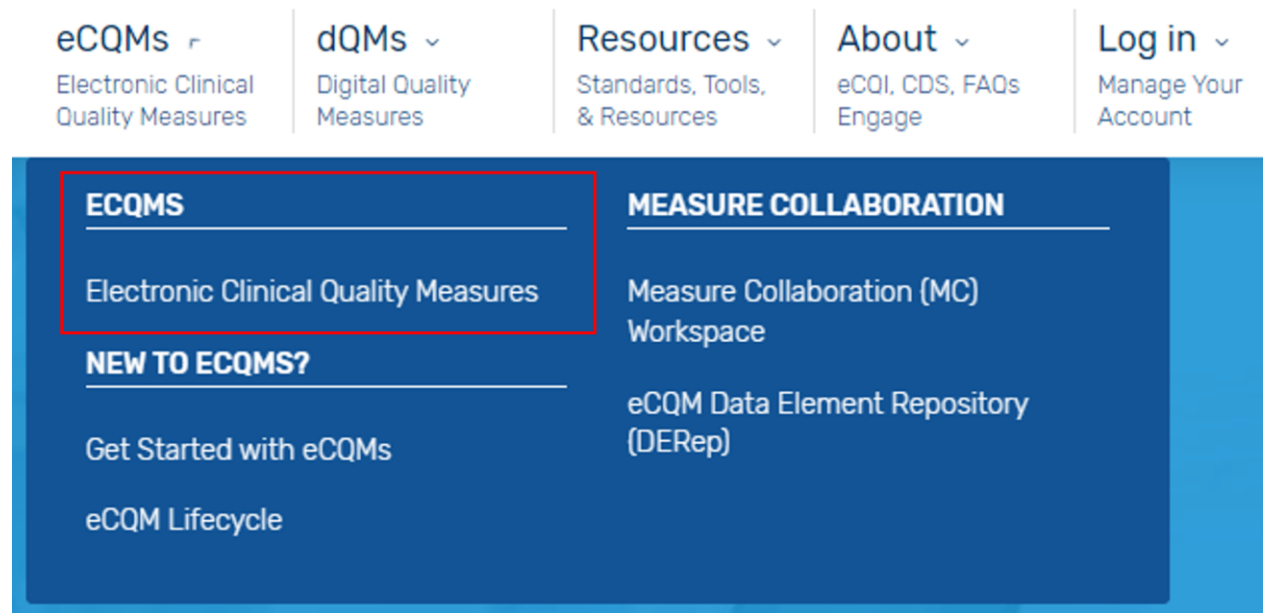 eCQMs
Electronic Clinical
Quality Measures
dQMs
Digital Quality
Measures
Resources
Standards, Tools,
& Resources
About
eCQI, CDS, FAQs
Engage
Log in
Manage Your
Account
ECQMS
Electronic Clinical Quality Measures
NEW TO ECQMS?
Get Started with eCQMs
eCQM Lifecycle
MEASURE COLLABORATION
Measure Collaboration (MC)
Workspace
eCQM Data Element Repository
(DERep)